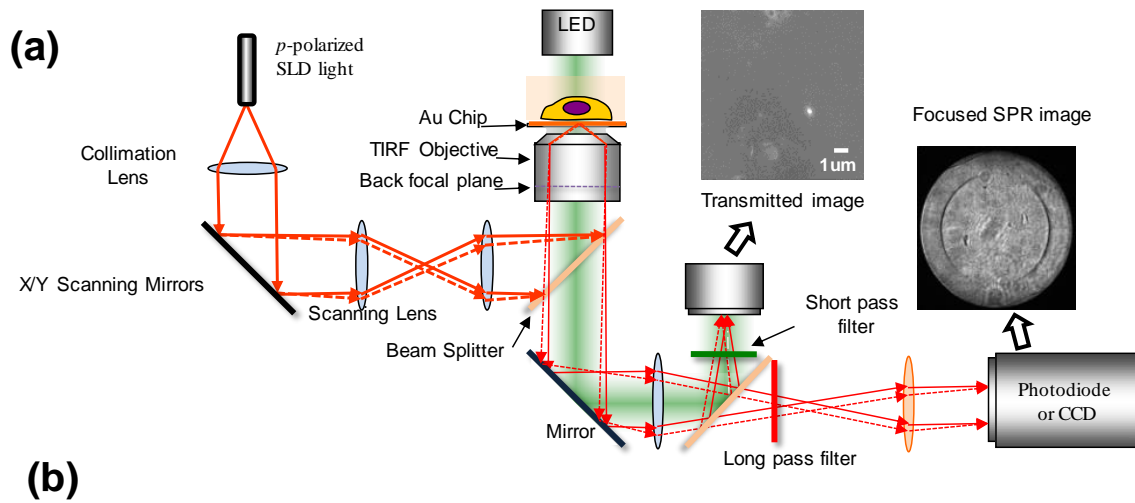 (a)
LED
p-polarized
SLD light
Au Chip
TIRF Objective
Back focal plane
Collimation
Lens
1um
Transmitted image
Focused SPR image
X/Y Scanning Mirrors
Scanning Lens
Beam Splitter
Short pass
filter
Mirror
Long pass filter
Photodiode
or CCD
(b)